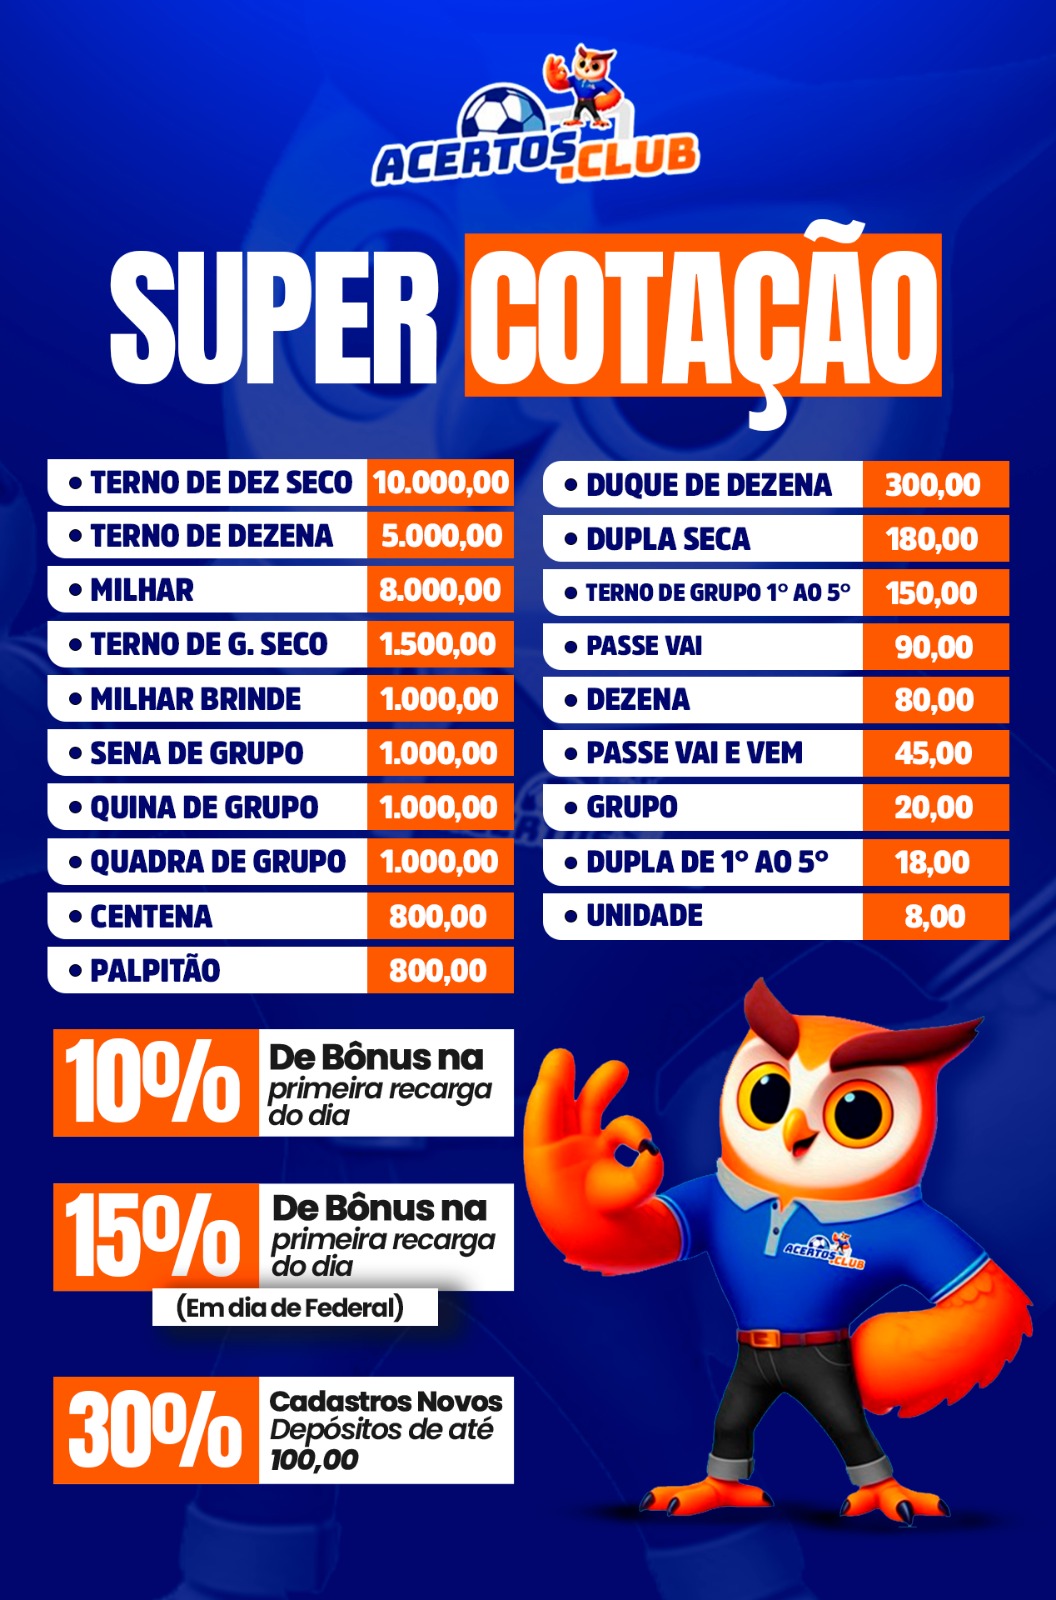 ACERTOS
.CLUB
SUPER COTAÇÃO
• TERNO DE DEZ SECO 10.000,00
• TERNO DE DEZENA 5.000,00
• MILHAR 8.000,00
• TERNO DE G. SECO 1.500,00
• MILHAR BRINDE 1.000,00
• SENA DE GRUPO 1.000,00
• QUINA DE GRUPO 1.000,00
• QUADRA DE GRUPO 1.000,00
• CENTENA 800,00
• PALPITÃO 800,00
• DUQUE DE DEZENA 300,00
• DUPLA SECA 180,00
• TERNO DE GRUPO 1º AO 5º 150,00
• PASSE VAI 90,00
• DEZENA 80,00
• PASSE VAI E VEM 45,00
• GRUPO 20,00
• DUPLA DE 1º AO 5º 18,00
• UNIDADE 8,00
10%
De Bônus na
primeira recarga
do dia
15%
De Bônus na
primeira recarga
do dia
(Em dia de Federal)
30%
Cadastros Novos
Depósitos de até
100,00
ACERTOS
.CLUB